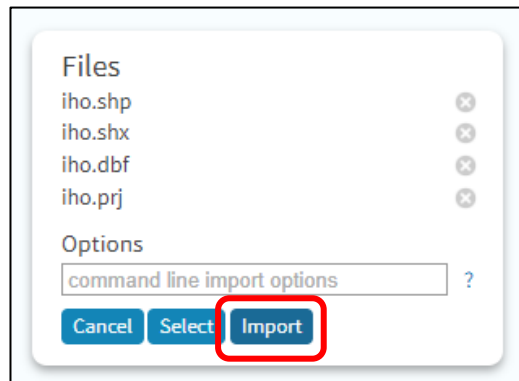 Files
iho.shp
iho.shx
iho.dbf
iho.prj
Options
command line import options ?
Cancel Select Import